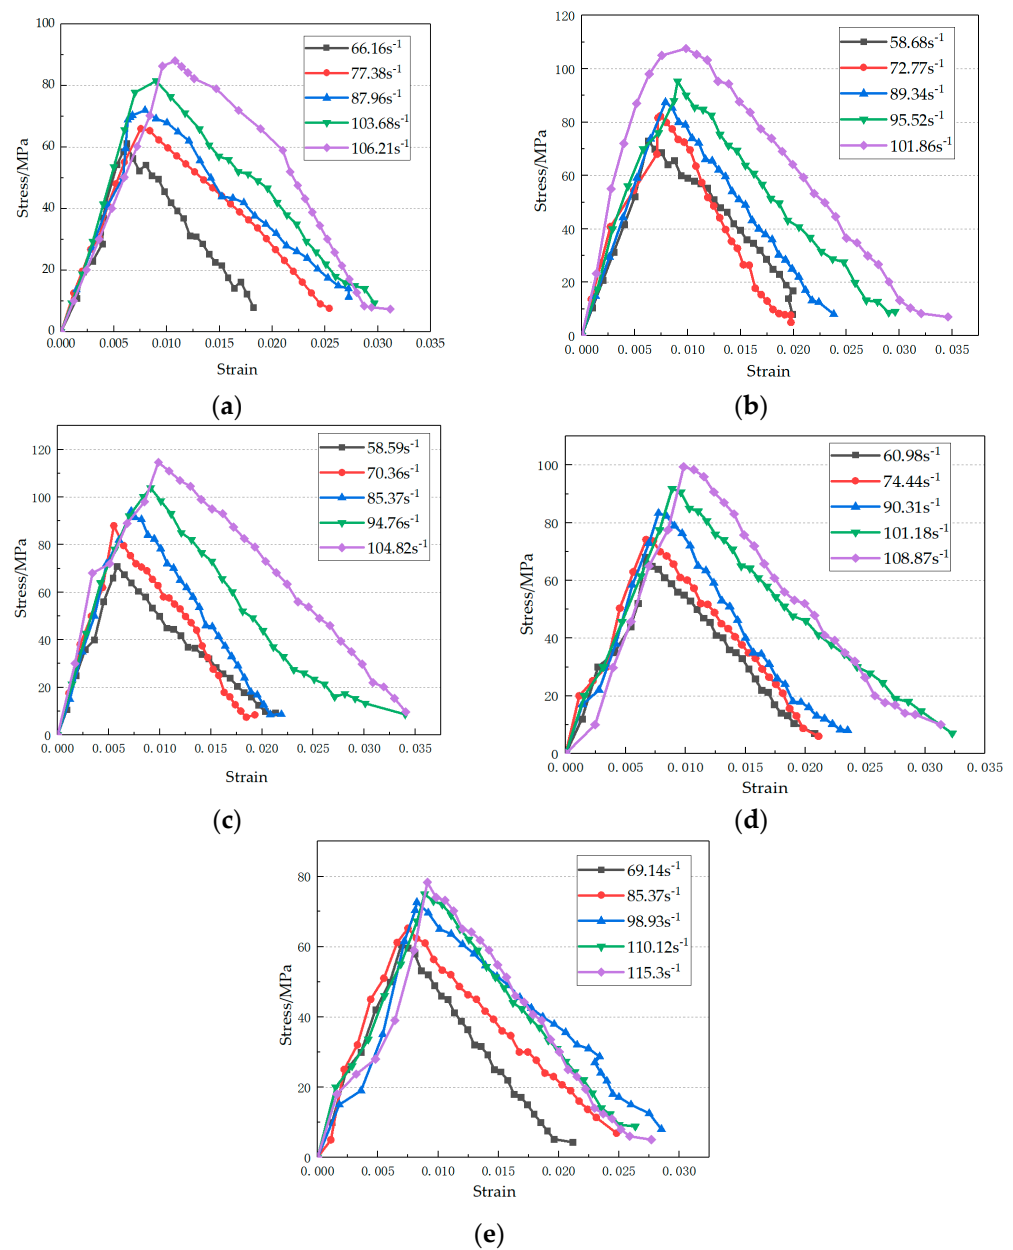 100
80
60
40
20
0
Stress/MPa
66.16s-1
77.38s-1
87.96s-1
103.68s-1
106.21s-1
0.000 0.005 0.010 0.015 0.020 0.025 0.030 0.035
Strain
(a)
120
100
80
60
40
20
0
Stress/MPa
58.68s-1
72.77s-1
89.34s-1
95.52s-1
101.86s-1
0.000 0.005 0.010 0.015 0.020 0.025 0.030 0.035
Strain
(b)
120
100
80
60
40
20
0
Stress/MPa
58.59s-1
70.36s-1
85.37s-1
94.76s-1
104.82s-1
0.000 0.005 0.010 0.015 0.020 0.025 0.030 0.035
Strain
(c)
100
80
60
40
20
0
Stress/MPa
60.98s-1
74.44s-1
90.31s-1
101.18s-1
108.87s-1
0.000 0.005 0.010 0.015 0.020 0.025 0.030 0.035
Strain
(d)
80
60
40
20
0
Stress/MPa
69.14s-1
85.37s-1
98.93s-1
110.12s-1
115.3s-1
0.000 0.005 0.010 0.015 0.020 0.025 0.030
Strain
(e)